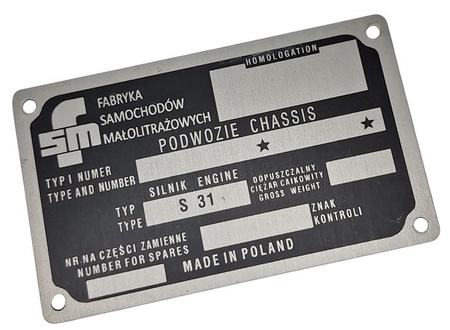 HOMOLOGATION
FSM
FABRYKA
SAMOCHODÓW
MAŁOLITRAŻOWYCH
PODWOZIE CHASSIS
TYP I NUMER
TYPE AND NUMBER
SILNIK ENGINE
TYP
TYPE
S 31
DOPUSZCZALNY
CIĘŻAR CAŁKOWITY
GROSS WEIGHT
NR·NA CZĘŚCI ZAMIENNE
NUMBER FOR SPARES
ZNAK
KONTROLI
MADE IN POLAND